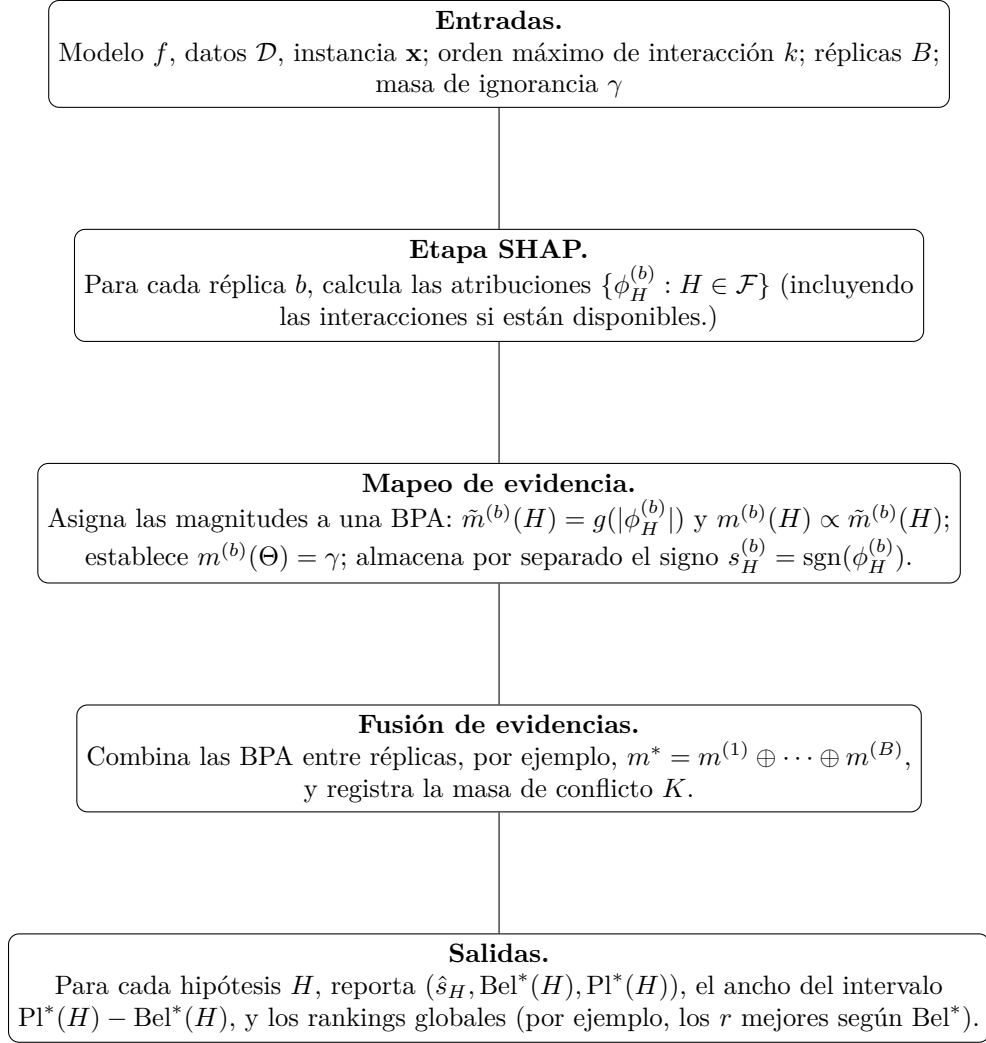 Entradas.
Modelo f, datos 𝒟, instancia 𝐱; orden máximo de interacción k; réplicas B;
masa de ignorancia γ
Etapa SHAP.
Para cada réplica b, calcula las atribuciones {ϕ_H^{(b)} : H ∈ ℱ} (incluyendo
las interacciones si están disponibles.)
Mapeo de evidencia.
Asigna las magnitudes a una BPA: m̃^{(b)}(H) = g(|ϕ_H^{(b)}|) y m^{(b)}(H) ∝ m̃^{(b)}(H);
establece m^{(b)}(Θ) = γ; almacena por separado el signo s_H^{(b)} = sgn(ϕ_H^{(b)}).
Fusión de evidencias.
Combina las BPA entre réplicas, por ejemplo, m* = m^{(1)} ⊕ ⋯ ⊕ m^{(B)},
y registra la masa de conflicto K.
Salidas.
Para cada hipótesis H, reporta (ŝ_H, Bel*(H), Pl*(H)), el ancho del intervalo
Pl*(H) − Bel*(H), y los rankings globales (por ejemplo, los r mejores según Bel*).